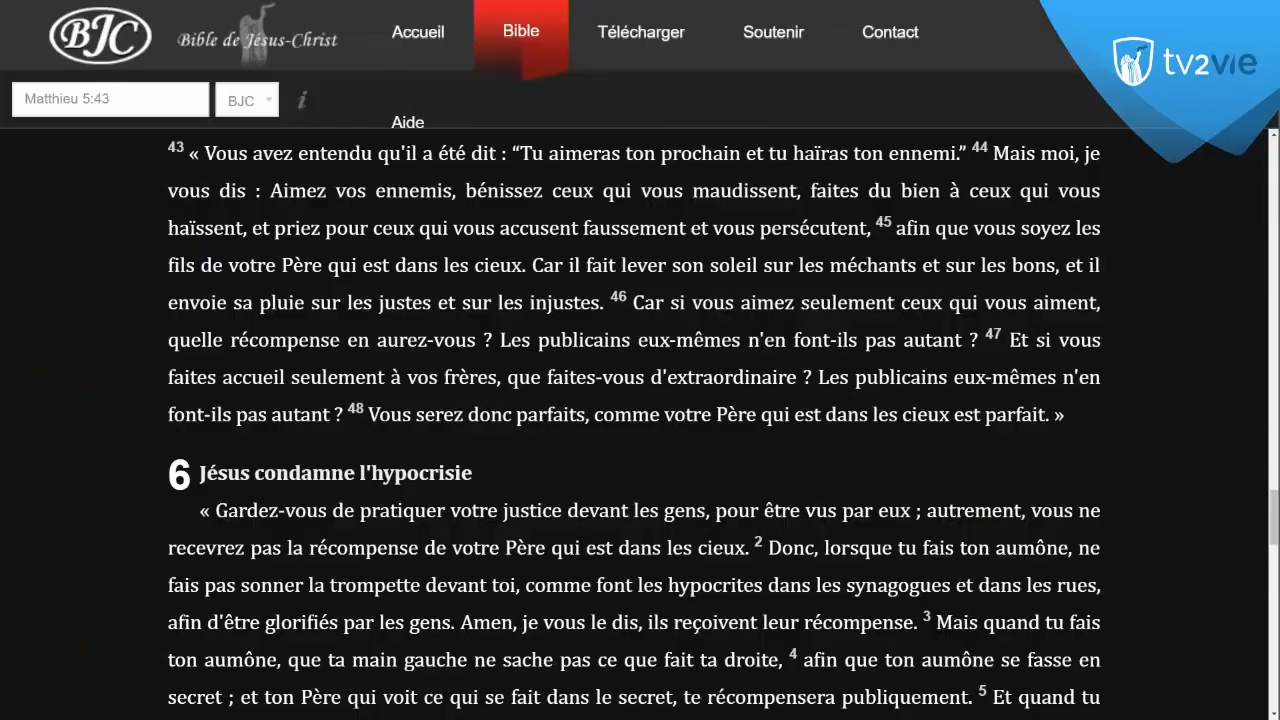 BJC
Bible de Jésus-Christ
Accueil
Bible
Télécharger
Soutenir
Contact
tv2vie
Matthieu 5:43
BJC
i
Aide
43 « Vous avez entendu qu'il a été dit : “Tu aimeras ton prochain et tu haïras ton ennemi.” 44 Mais moi, je
vous dis : Aimez vos ennemis, bénissez ceux qui vous maudissent, faites du bien à ceux qui vous
haïssent, et priez pour ceux qui vous accusent faussement et vous persécutent, 45 afin que vous soyez les
fils de votre Père qui est dans les cieux. Car il fait lever son soleil sur les méchants et sur les bons, et il
envoie sa pluie sur les justes et sur les injustes. 46 Car si vous aimez seulement ceux qui vous aiment,
quelle récompense en aurez-vous ? Les publicains eux-mêmes n'en font-ils pas autant ? 47 Et si vous
faites accueil seulement à vos frères, que faites-vous d'extraordinaire ? Les publicains eux-mêmes n'en
font-ils pas autant ? 48 Vous serez donc parfaits, comme votre Père qui est dans les cieux est parfait. »
6 Jésus condamne l'hypocrisie
« Gardez-vous de pratiquer votre justice devant les gens, pour être vus par eux ; autrement, vous ne
recevrez pas la récompense de votre Père qui est dans les cieux. 2 Donc, lorsque tu fais ton aumône, ne
fais pas sonner la trompette devant toi, comme font les hypocrites dans les synagogues et dans les rues,
afin d'être glorifiés par les gens. Amen, je vous le dis, ils reçoivent leur récompense. 3 Mais quand tu fais
ton aumône, que ta main gauche ne sache pas ce que fait ta droite, 4 afin que ton aumône se fasse en
secret ; et ton Père qui voit ce qui se fait dans le secret, te récompensera publiquement. 5 Et quand tu